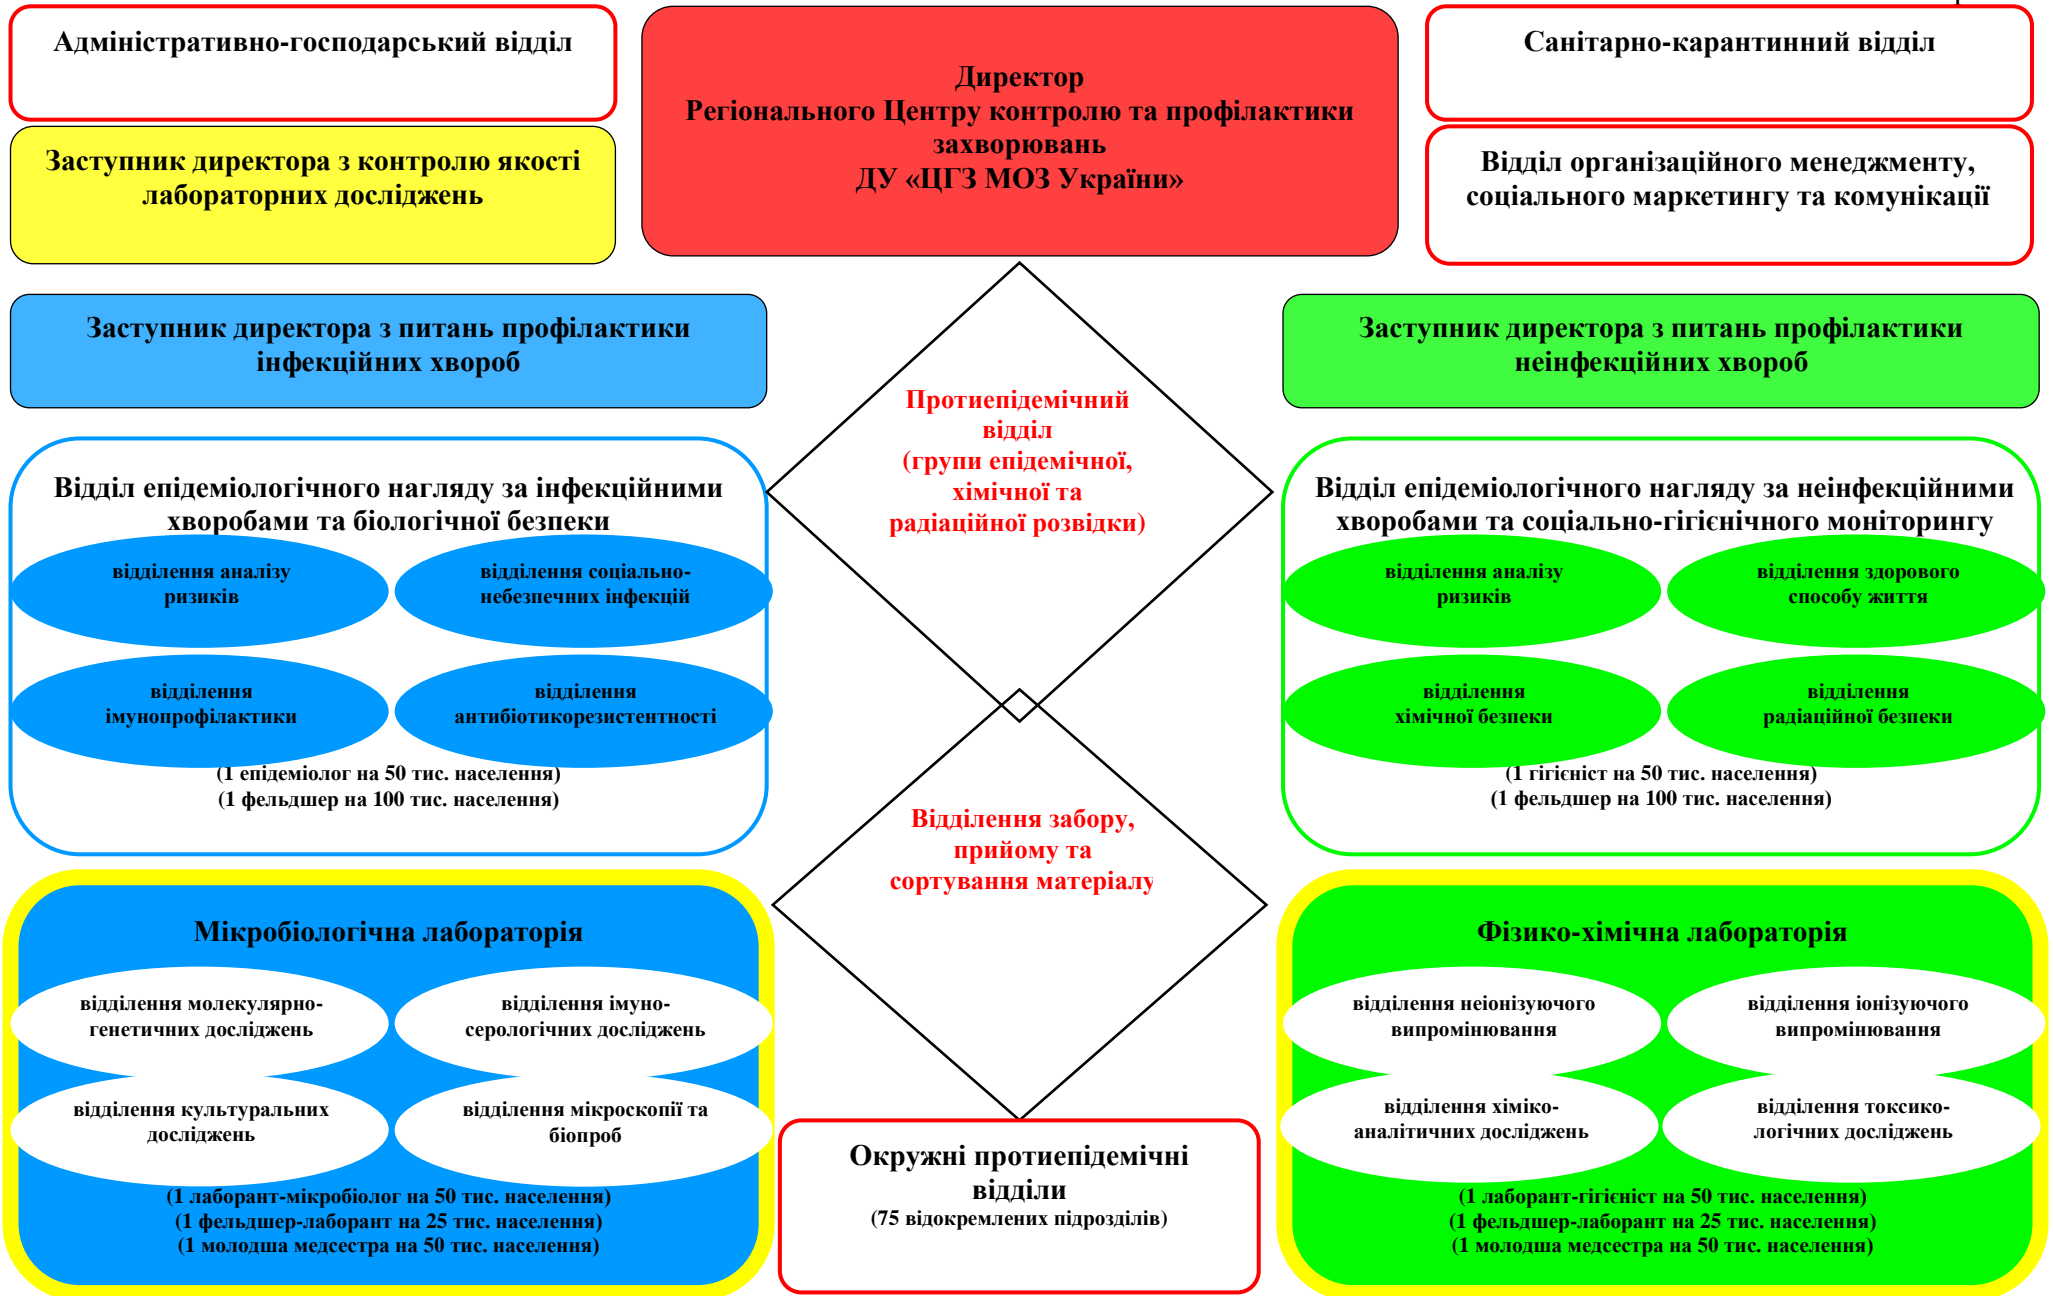 Адміністративно-господарський відділ
Директор
Регіонального Центру контролю та профілактики
захворювань
ДУ «ЦГЗ МОЗ України»
Санітарно-карантинний відділ
Заступник директора з контролю якості
лабораторних досліджень
Відділ організаційного менеджменту,
соціального маркетингу та комунікації
Заступник директора з питань профілактики
інфекційних хвороб
Заступник директора з питань профілактики
неінфекційних хвороб
Протиепідемічний
відділ
(групи епідемічної,
хімічної та
радіаційної розвідки)
Відділ епідеміологічного нагляду за інфекційними
хворобами та біологічної безпеки
відділення аналізу
ризиків
відділення соціально-
небезпечних інфекцій
відділення
імунопрофілактики
відділення
антибіотикорезистентності
(1 епідеміолог на 50 тис. населення)
(1 фельдшер на 100 тис. населення)
Відділ епідеміологічного нагляду за неінфекційними
хворобами та соціально-гігієнічного моніторингу
відділення аналізу
ризиків
відділення здорового
способу життя
відділення
хімічної безпеки
відділення
радіаційної безпеки
(1 гігієніст на 50 тис. населення)
(1 фельдшер на 100 тис. населення)
Відділення забору,
прийому та
сортування матеріалу
Мікробіологічна лабораторія
відділення молекулярно-
генетичних досліджень
відділення імуно-
серологічних досліджень
відділення культуральних
досліджень
відділення мікроскопії та
біопроб
(1 лаборант-мікробіолог на 50 тис. населення)
(1 фельдшер-лаборант на 25 тис. населення)
(1 молодша медсестра на 50 тис. населення)
Фізико-хімічна лабораторія
відділення неіонізуючого
випромінювання
відділення іонізуючого
випромінювання
відділення хіміко-
аналітичних досліджень
відділення токсико-
логічних досліджень
(1 лаборант-гігієніст на 50 тис. населення)
(1 фельдшер-лаборант на 25 тис. населення)
(1 молодша медсестра на 50 тис. населення)
Окружні протиепідемічні
відділи
(75 відокремлених підрозділів)